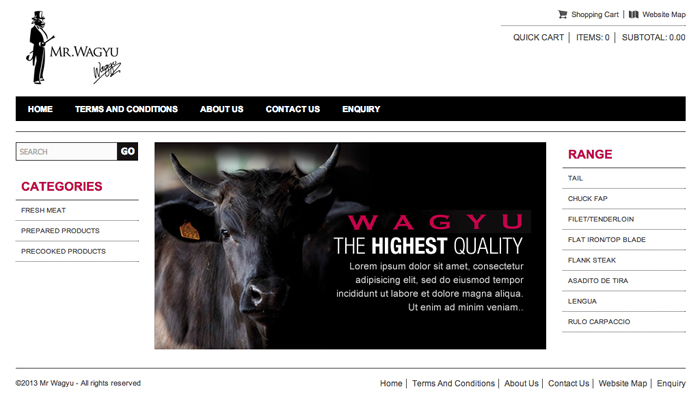 Shopping Cart | Website Map
MR.WAGYU
Wagyu
QUICK CART | ITEMS: 0 | SUBTOTAL: 0.00
HOME TERMS AND CONDITIONS ABOUT US CONTACT US ENQUIRY
SEARCH GO
CATEGORIES
FRESH MEAT
PREPARED PRODUCTS
PRECOOKED PRODUCTS
WAGYU
THE HIGHEST QUALITY
Lorem ipsum dolor sit amet, consectetur
adipisicing elit, sed do eiusmod tempor
incididunt ut labore et dolore magna aliqua.
Ut enim ad minim veniam..
RANGE
TAIL
CHUCK FAP
FILET/TENDERLOIN
FLAT IRON/TOP BLADE
FLANK STEAK
ASADITO DE TIRA
LENGUA
RULO CARPACCIO
©2013 Mr Wagyu - All rights reserved
Home | Terms And Conditions | About Us | Contact Us | Website Map | Enquiry